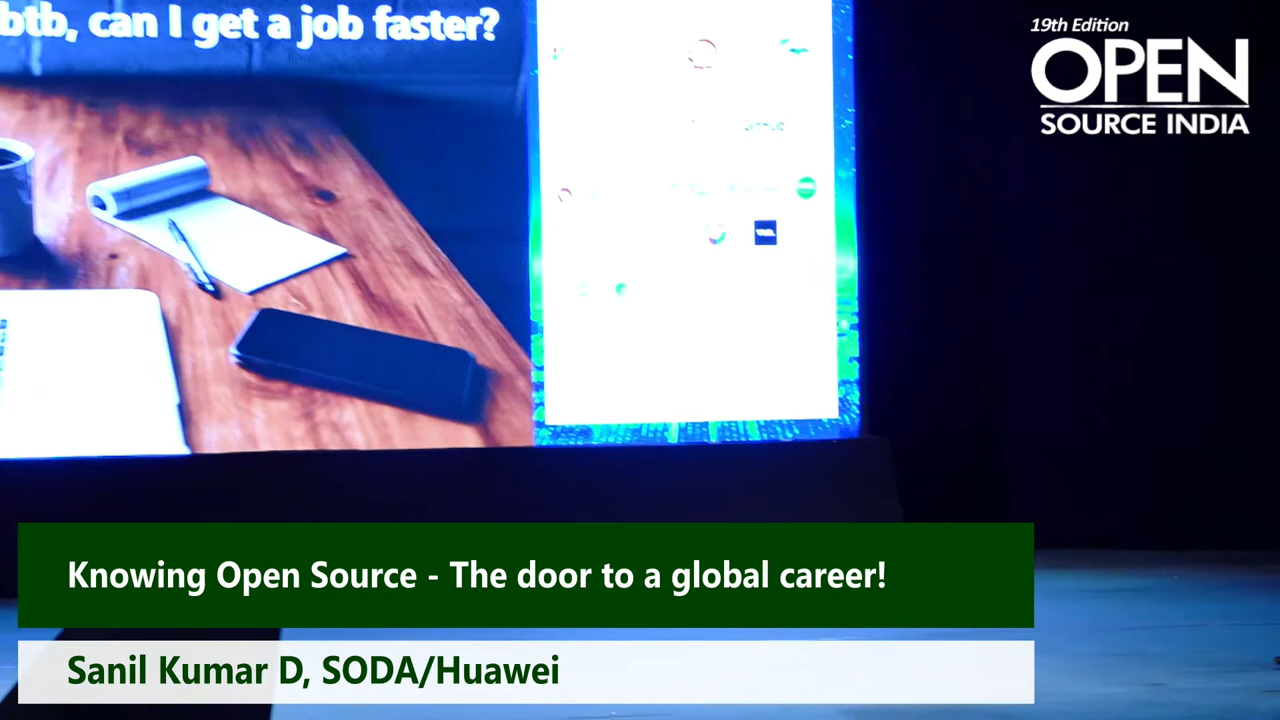 btb, can I get a job faster?
19th Edition
OPEN
SOURCE INDIA
Knowing Open Source - The door to a global career!
Sanil Kumar D, SODA/Huawei